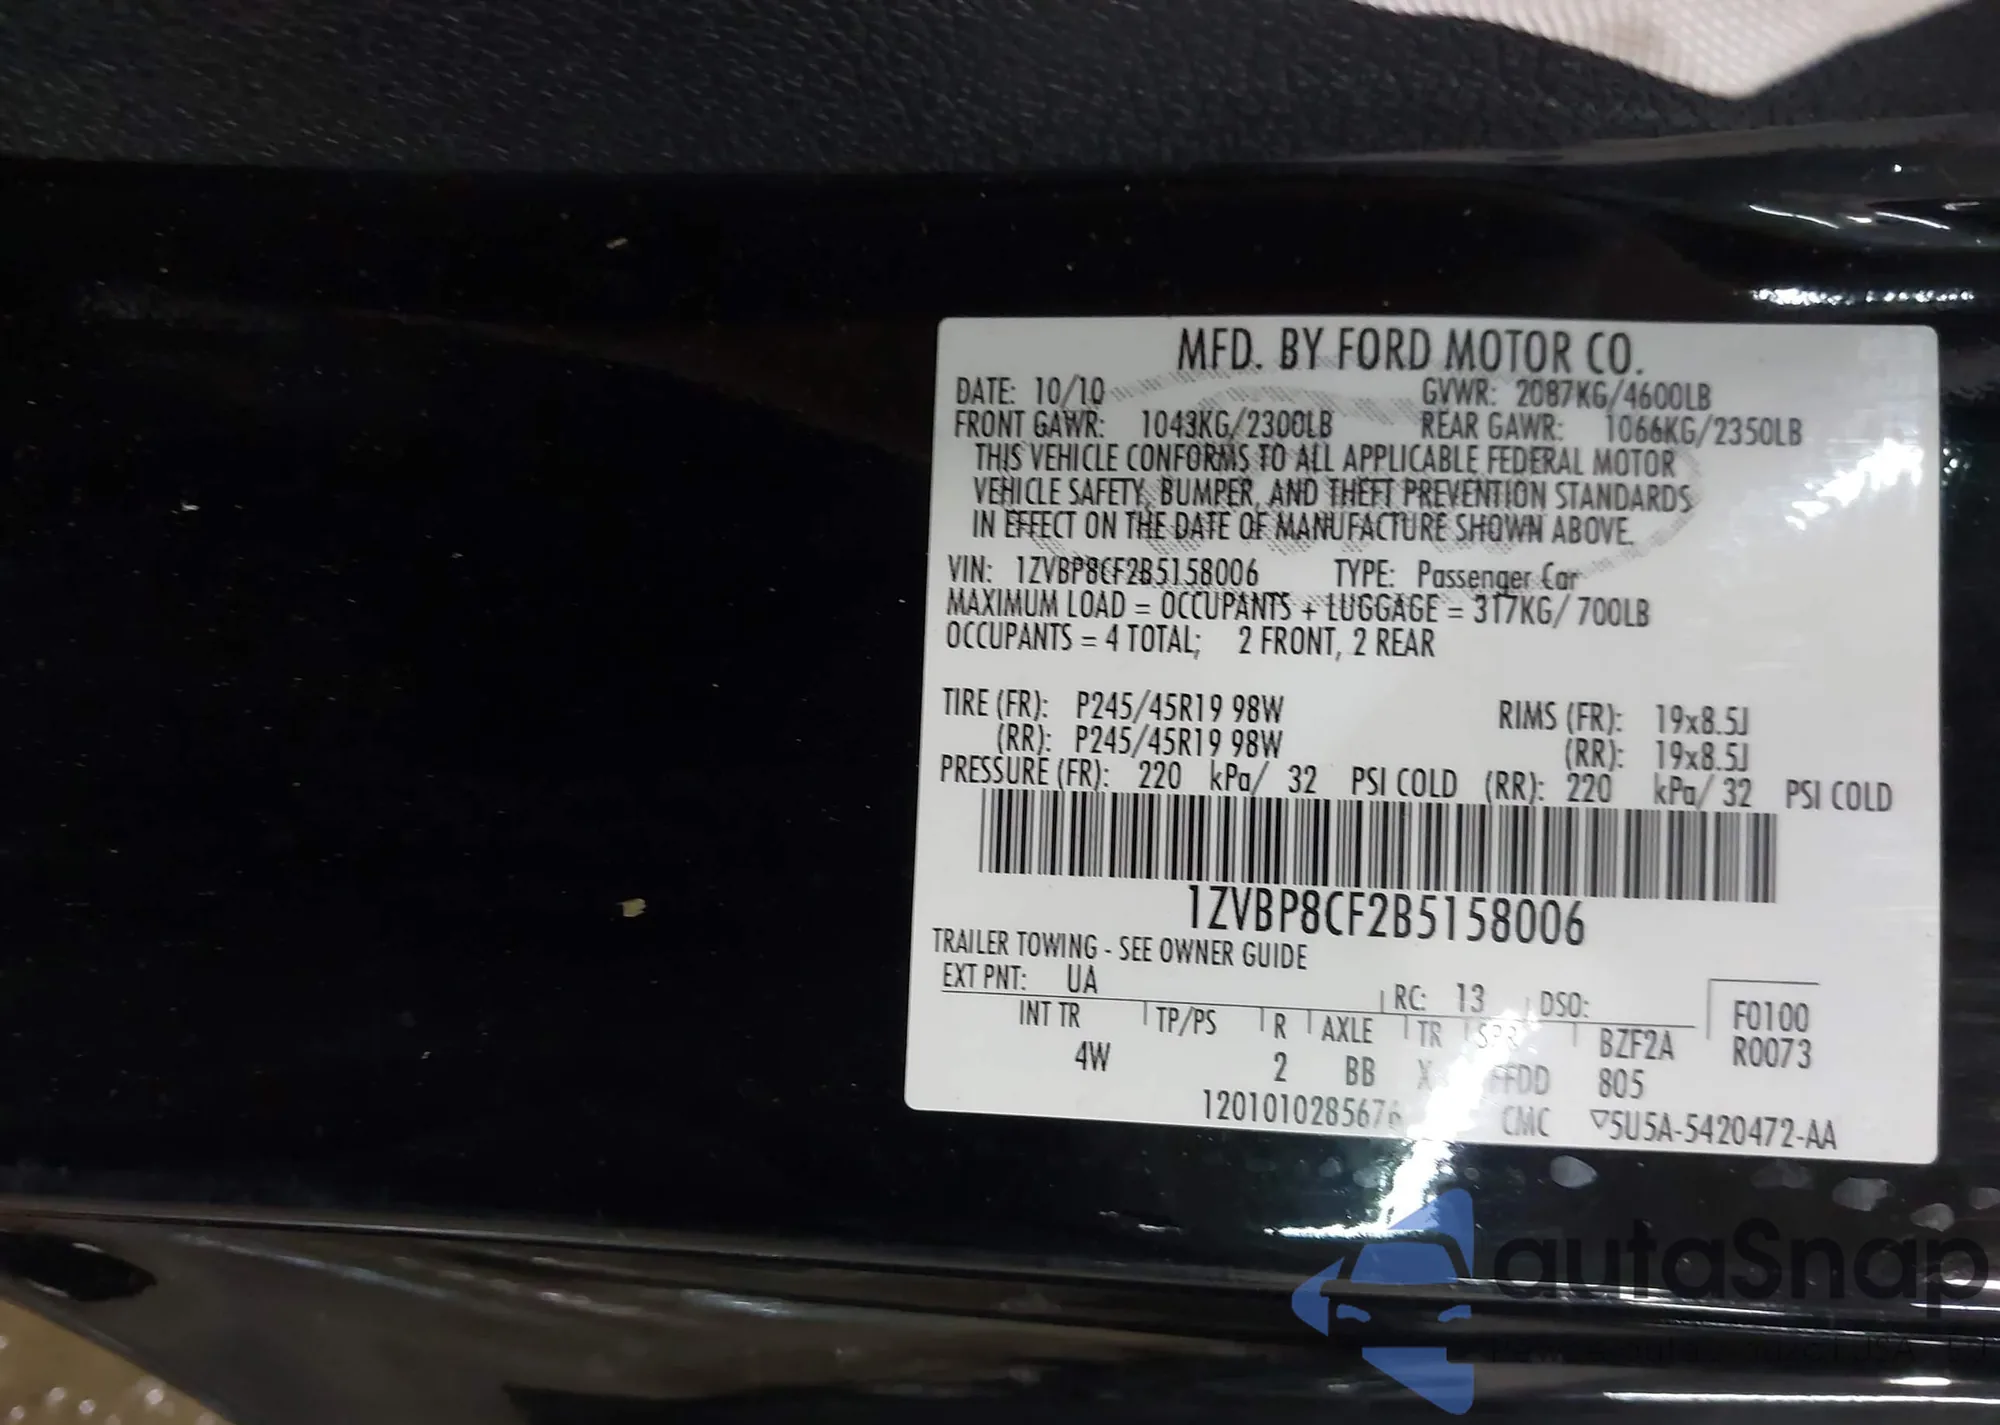 MFD. BY FORD MOTOR CO.
DATE: 10/10 GVWR: 2087KG/4600LB
FRONT GAWR: 1043KG/2300LB REAR GAWR: 1066KG/2350LB
THIS VEHICLE CONFORMS TO ALL APPLICABLE FEDERAL MOTOR
VEHICLE SAFETY, BUMPER, AND THEFT PREVENTION STANDARDS
IN EFFECT ON THE DATE OF MANUFACTURE SHOWN ABOVE.
VIN: 1ZVBP8CF2B5158006 TYPE: Passenger Car
MAXIMUM LOAD = OCCUPANTS + LUGGAGE = 317KG/ 700LB
OCCUPANTS = 4 TOTAL; 2 FRONT, 2 REAR
TIRE (FR): P245/45R19 98W RIMS (FR): 19x8.5J
(RR): P245/45R19 98W (RR): 19x8.5J
PRESSURE (FR): 220 kPa/ 32 PSI COLD (RR): 220 kPa/ 32 PSI COLD
1ZVBP8CF2B5158006
TRAILER TOWING - SEE OWNER GUIDE
EXT PNT: UA RC: 13 DSO: F0100
INT TR TP/PS R AXLE TR SPR BZF2A R0073
4W 2 BB X FFDD 805
1201010285676 CMC ▽5U5A-5420472-AA
autaSnap